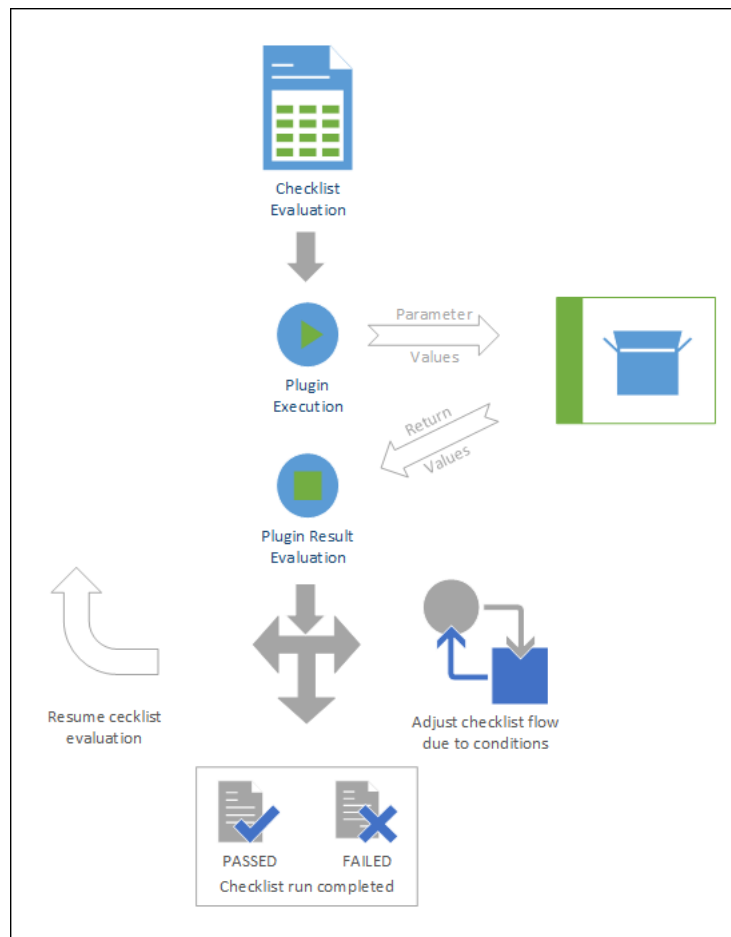 Checklist
Evaluation
Parameter
Values
Plugin
Execution
Return
Values
Plugin Result
Evaluation
Resume cecklist
evaluation
Adjust checklist flow
due to conditions
PASSED
FAILED
Checklist run completed